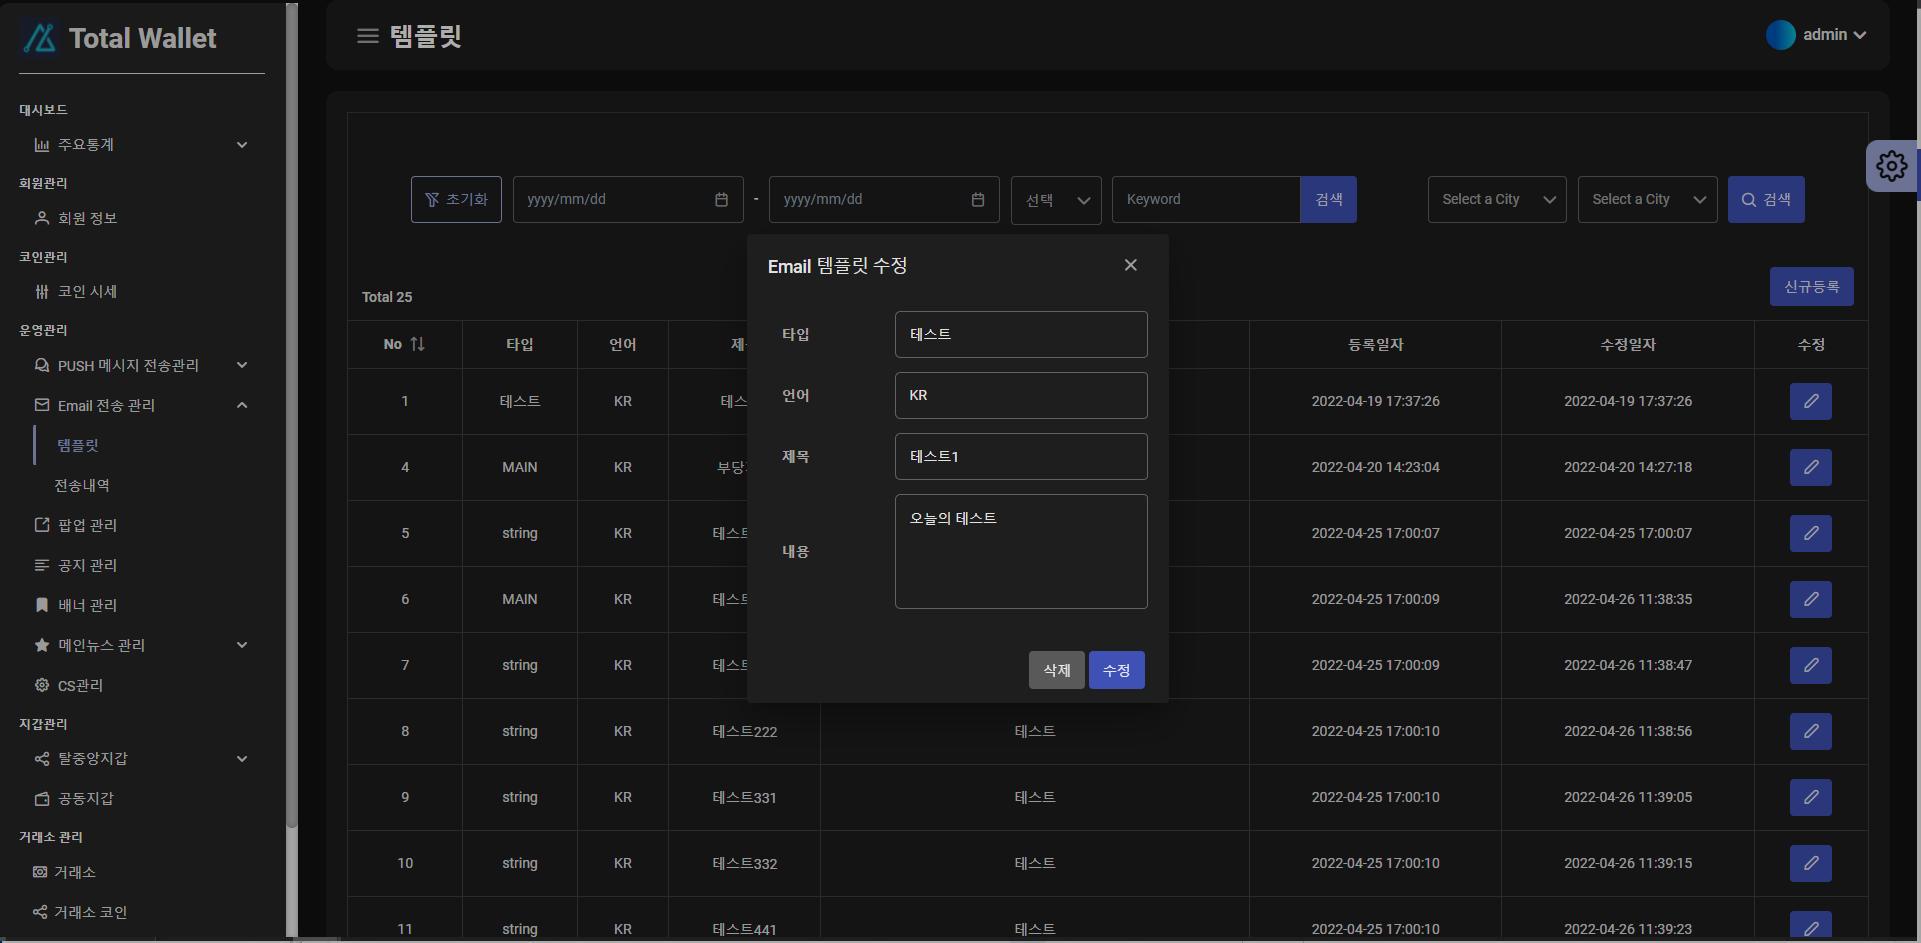 Total Wallet
대시보드
주요통계
회원관리
회원 정보
코인관리
코인 시세
운영관리
PUSH 메시지 전송관리
Email 전송 관리
템플릿
전송내역
팝업 관리
공지 관리
배너 관리
메인뉴스 관리
CS관리
지갑관리
탈중앙지갑
공동지갑
거래소 관리
거래소
거래소 코인
템플릿
admin
초기화 yyyy/mm/dd - yyyy/mm/dd 선택 Keyword 검색 Select a City Select a City 검색
Total 25 신규등록
No 타입 언어 등록일자 수정일자 수정
1 테스트 KR 테스 2022-04-19 17:37:26 2022-04-19 17:37:26
4 MAIN KR 부당 2022-04-20 14:23:04 2022-04-20 14:27:18
5 string KR 테스트 2022-04-25 17:00:07 2022-04-25 17:00:07
6 MAIN KR 테스트 2022-04-25 17:00:09 2022-04-26 11:38:35
7 string KR 테스트 2022-04-25 17:00:09 2022-04-26 11:38:47
8 string KR 테스트222 테스트 2022-04-25 17:00:10 2022-04-26 11:38:56
9 string KR 테스트331 테스트 2022-04-25 17:00:10 2022-04-26 11:39:05
10 string KR 테스트332 테스트 2022-04-25 17:00:10 2022-04-26 11:39:15
11 string KR 테스트441 테스트 2022-04-25 17:00:10 2022-04-26 11:39:23
Email 템플릿 수정
타입 테스트
언어 KR
제목 테스트1
내용 오늘의 테스트
삭제 수정